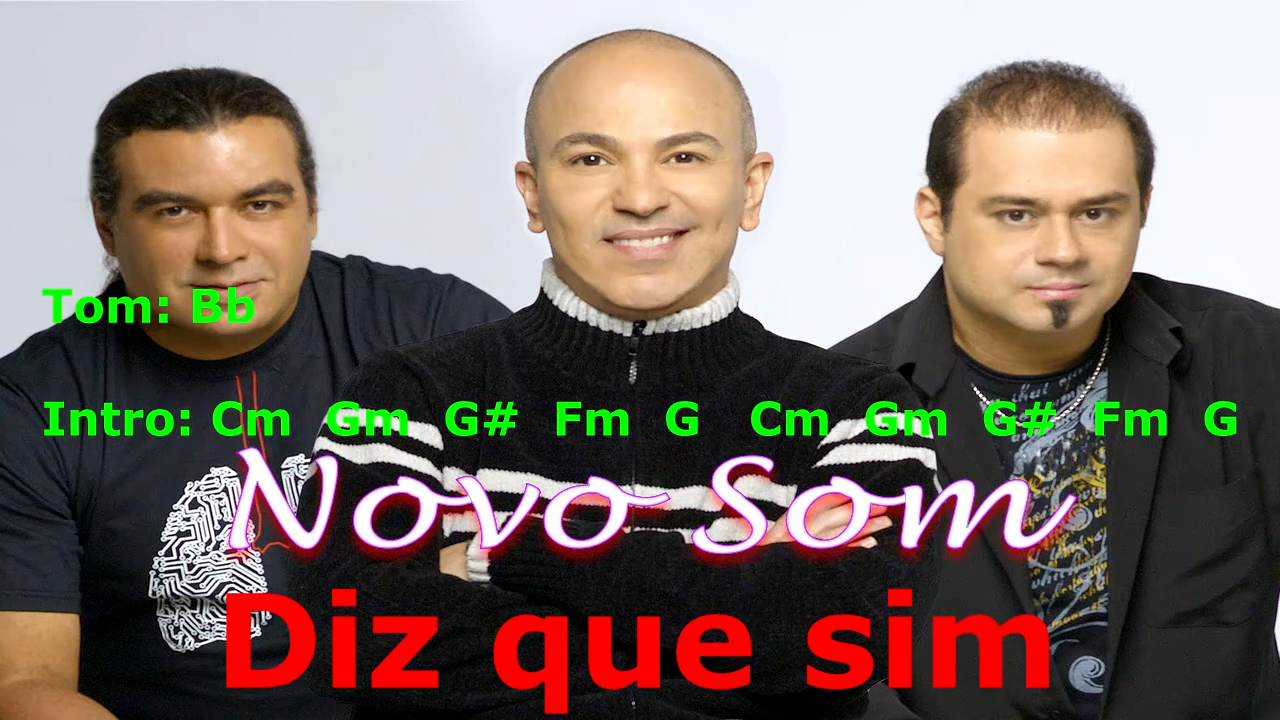 Tom: Bb
Intro: Cm Gm G# Fm G Cm Gm G# Fm G
Novo Som
Diz que sim